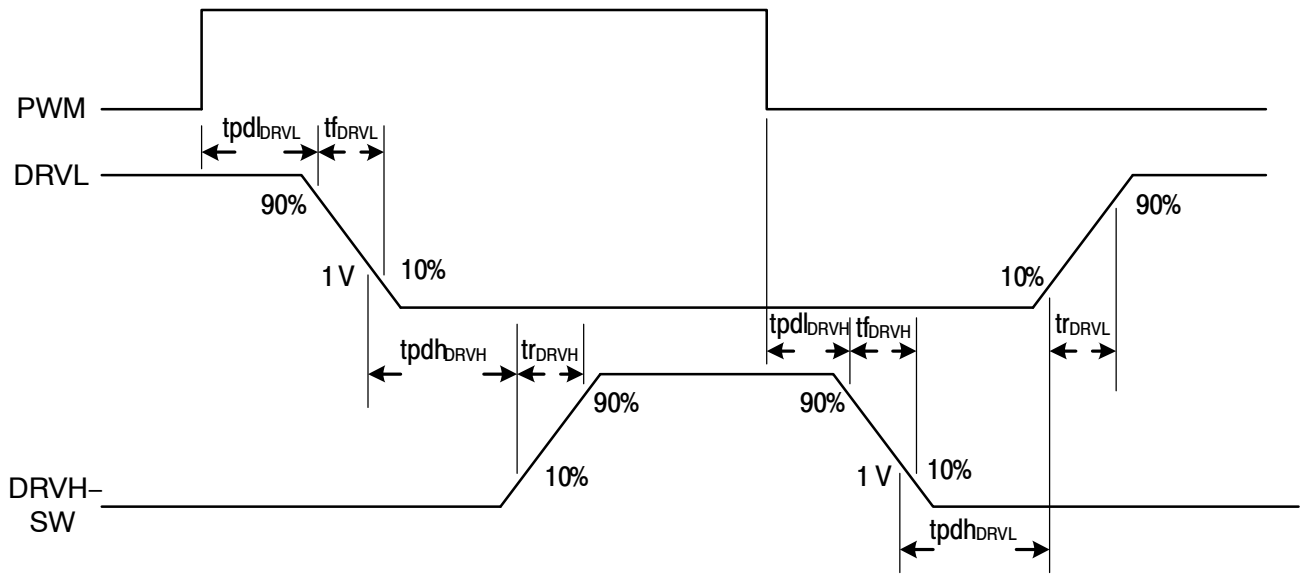 PWM
tpdlDRVL
tfDRVL
DRVL
90%
90%
1 V
10%
10%
tpdlDRVH
tfDRVH
trDRVL
tpdhDRVH
trDRVH
90%
90%
10%
1 V
10%
DRVH–
SW
tpdhDRVL